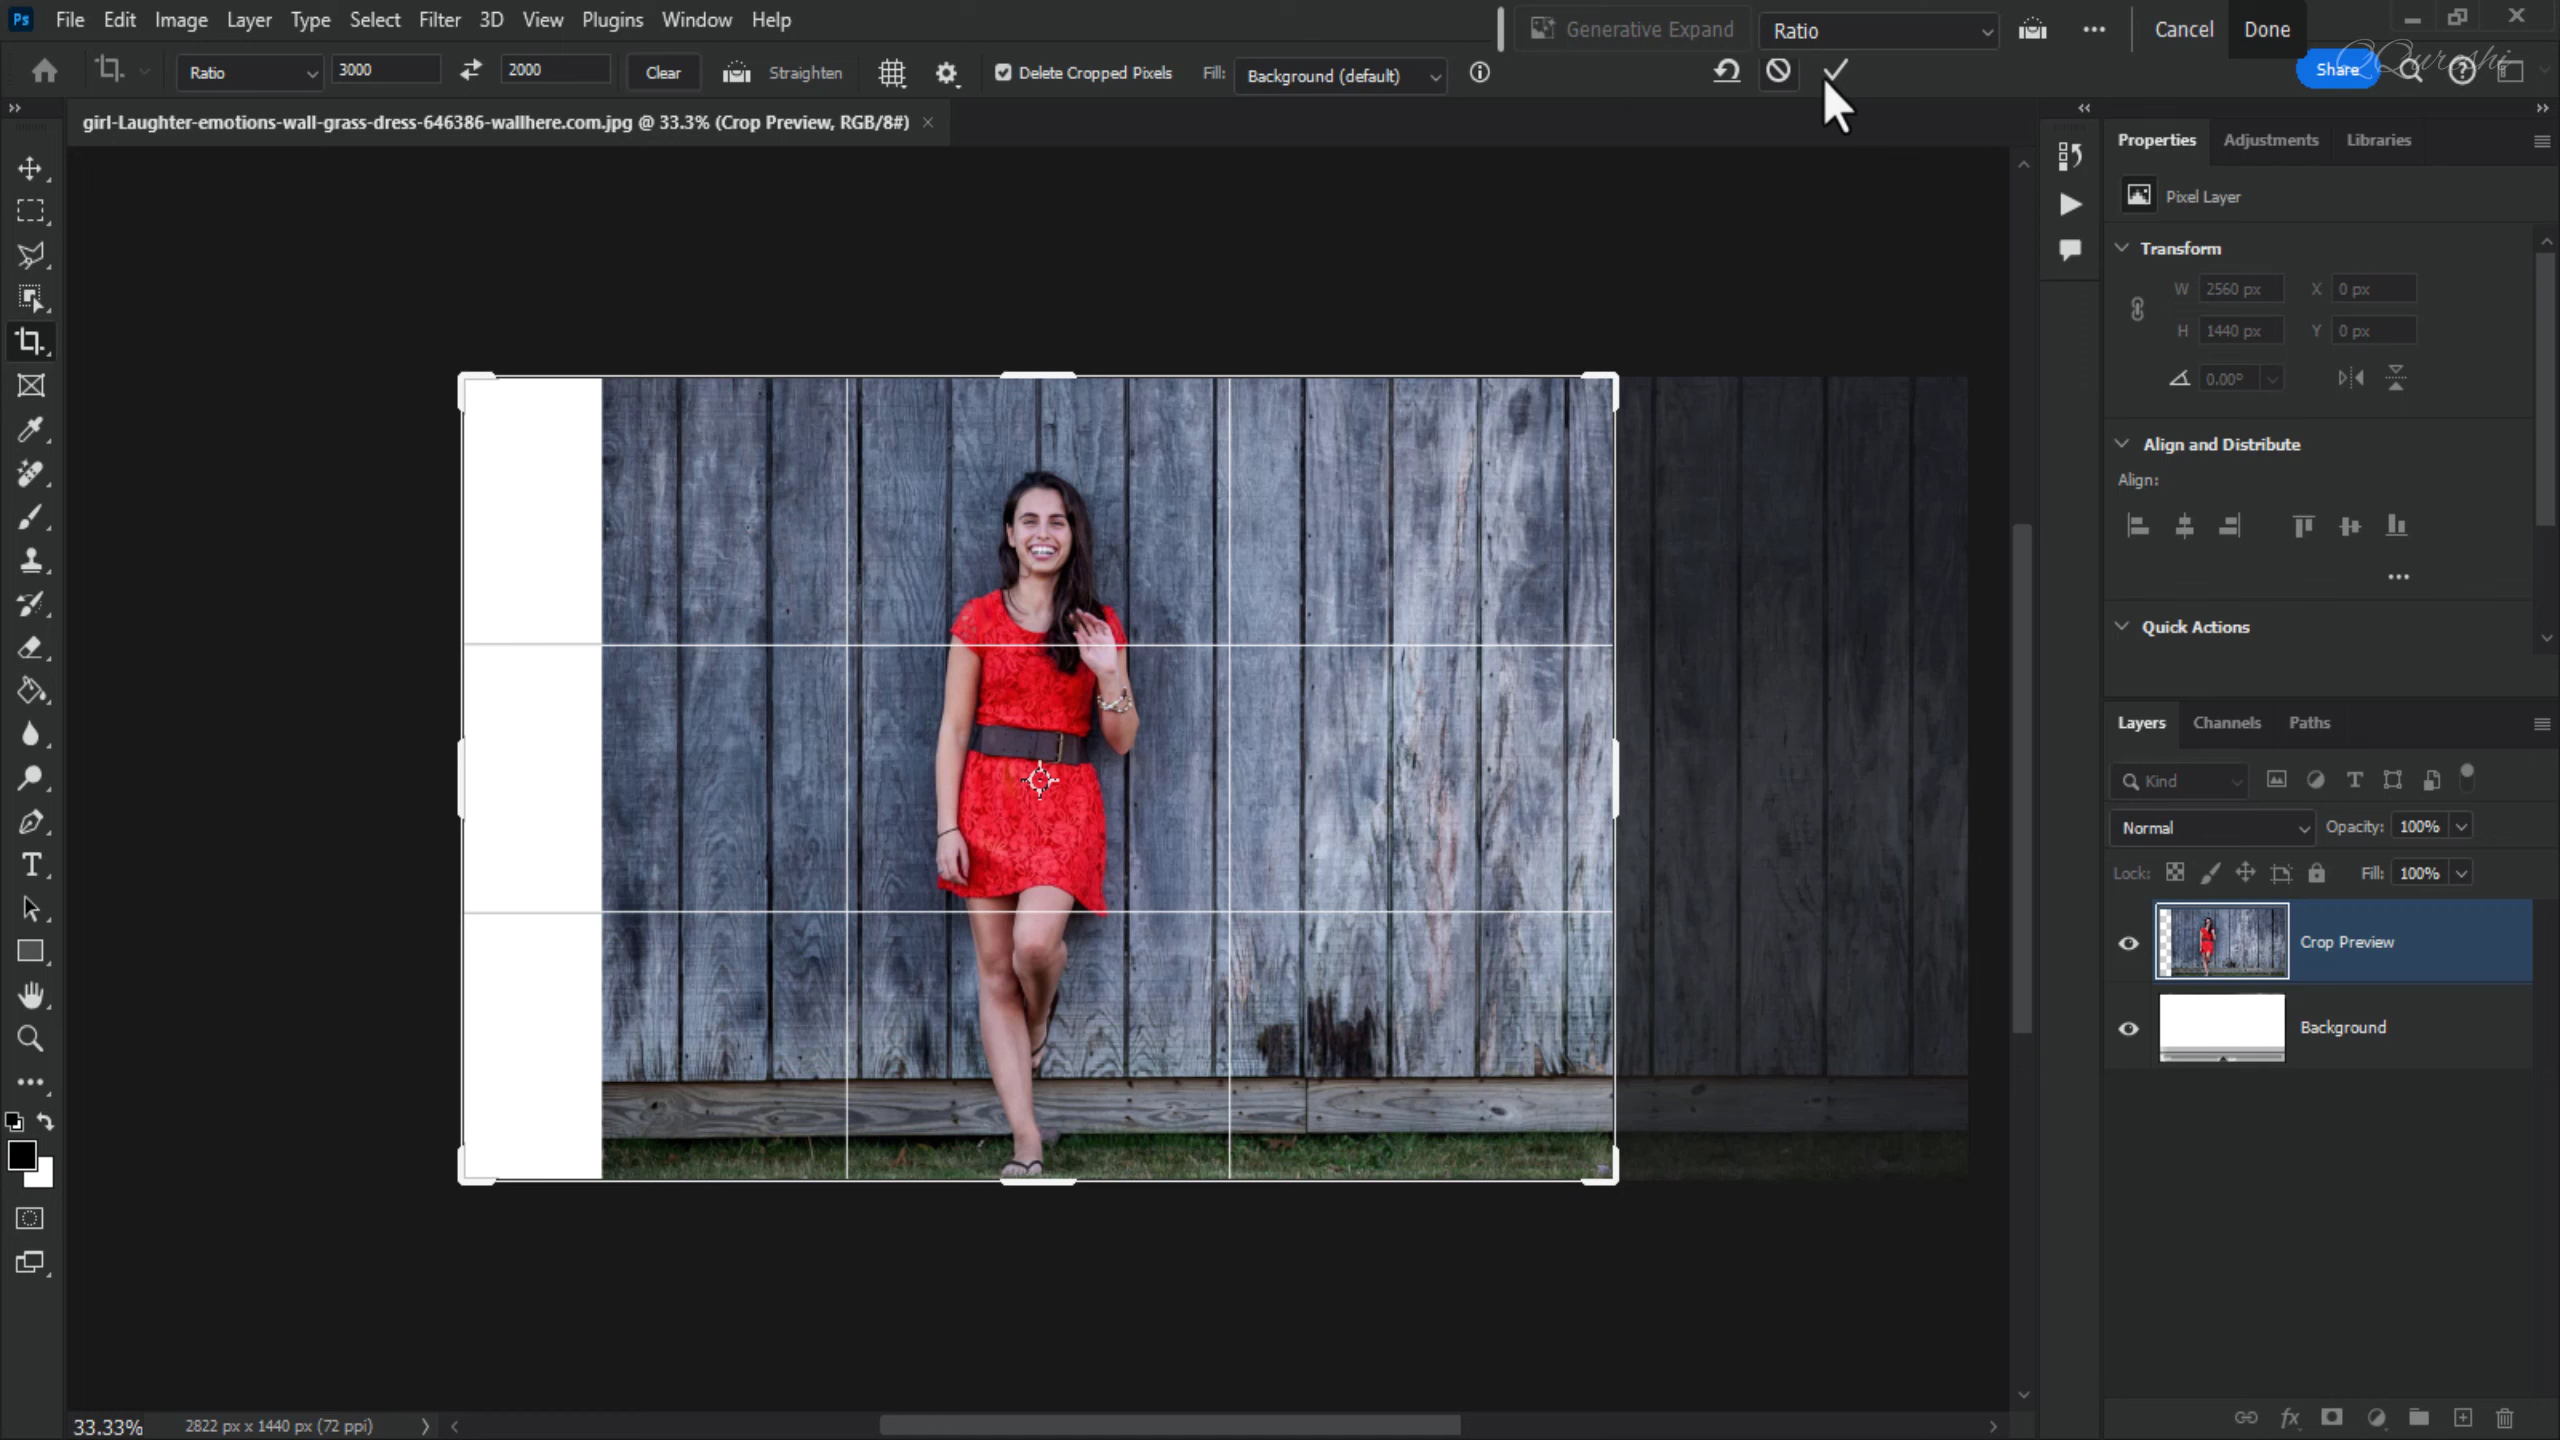 Ps File Edit Image Layer Type Select Filter 3D View Plugins Window Help
Generative Expand Ratio Cancel Done
Ratio 3000 2000 Clear Straighten Delete Cropped Pixels Fill: Background (default) Share
QQureshi
girl-Laughter-emotions-wall-grass-dress-646386-wallhere.com.jpg @ 33.3% (Crop Preview, RGB/8#)
Properties Adjustments Libraries
Pixel Layer
Transform
W 2560 px X 0 px
H 1440 px Y 0 px
0.00°
Align and Distribute
Align:
Quick Actions
Layers Channels Paths
Kind
Normal Opacity: 100%
Lock: Fill: 100%
Crop Preview
Background
33.33% 2822 px x 1440 px (72 ppi)
fx